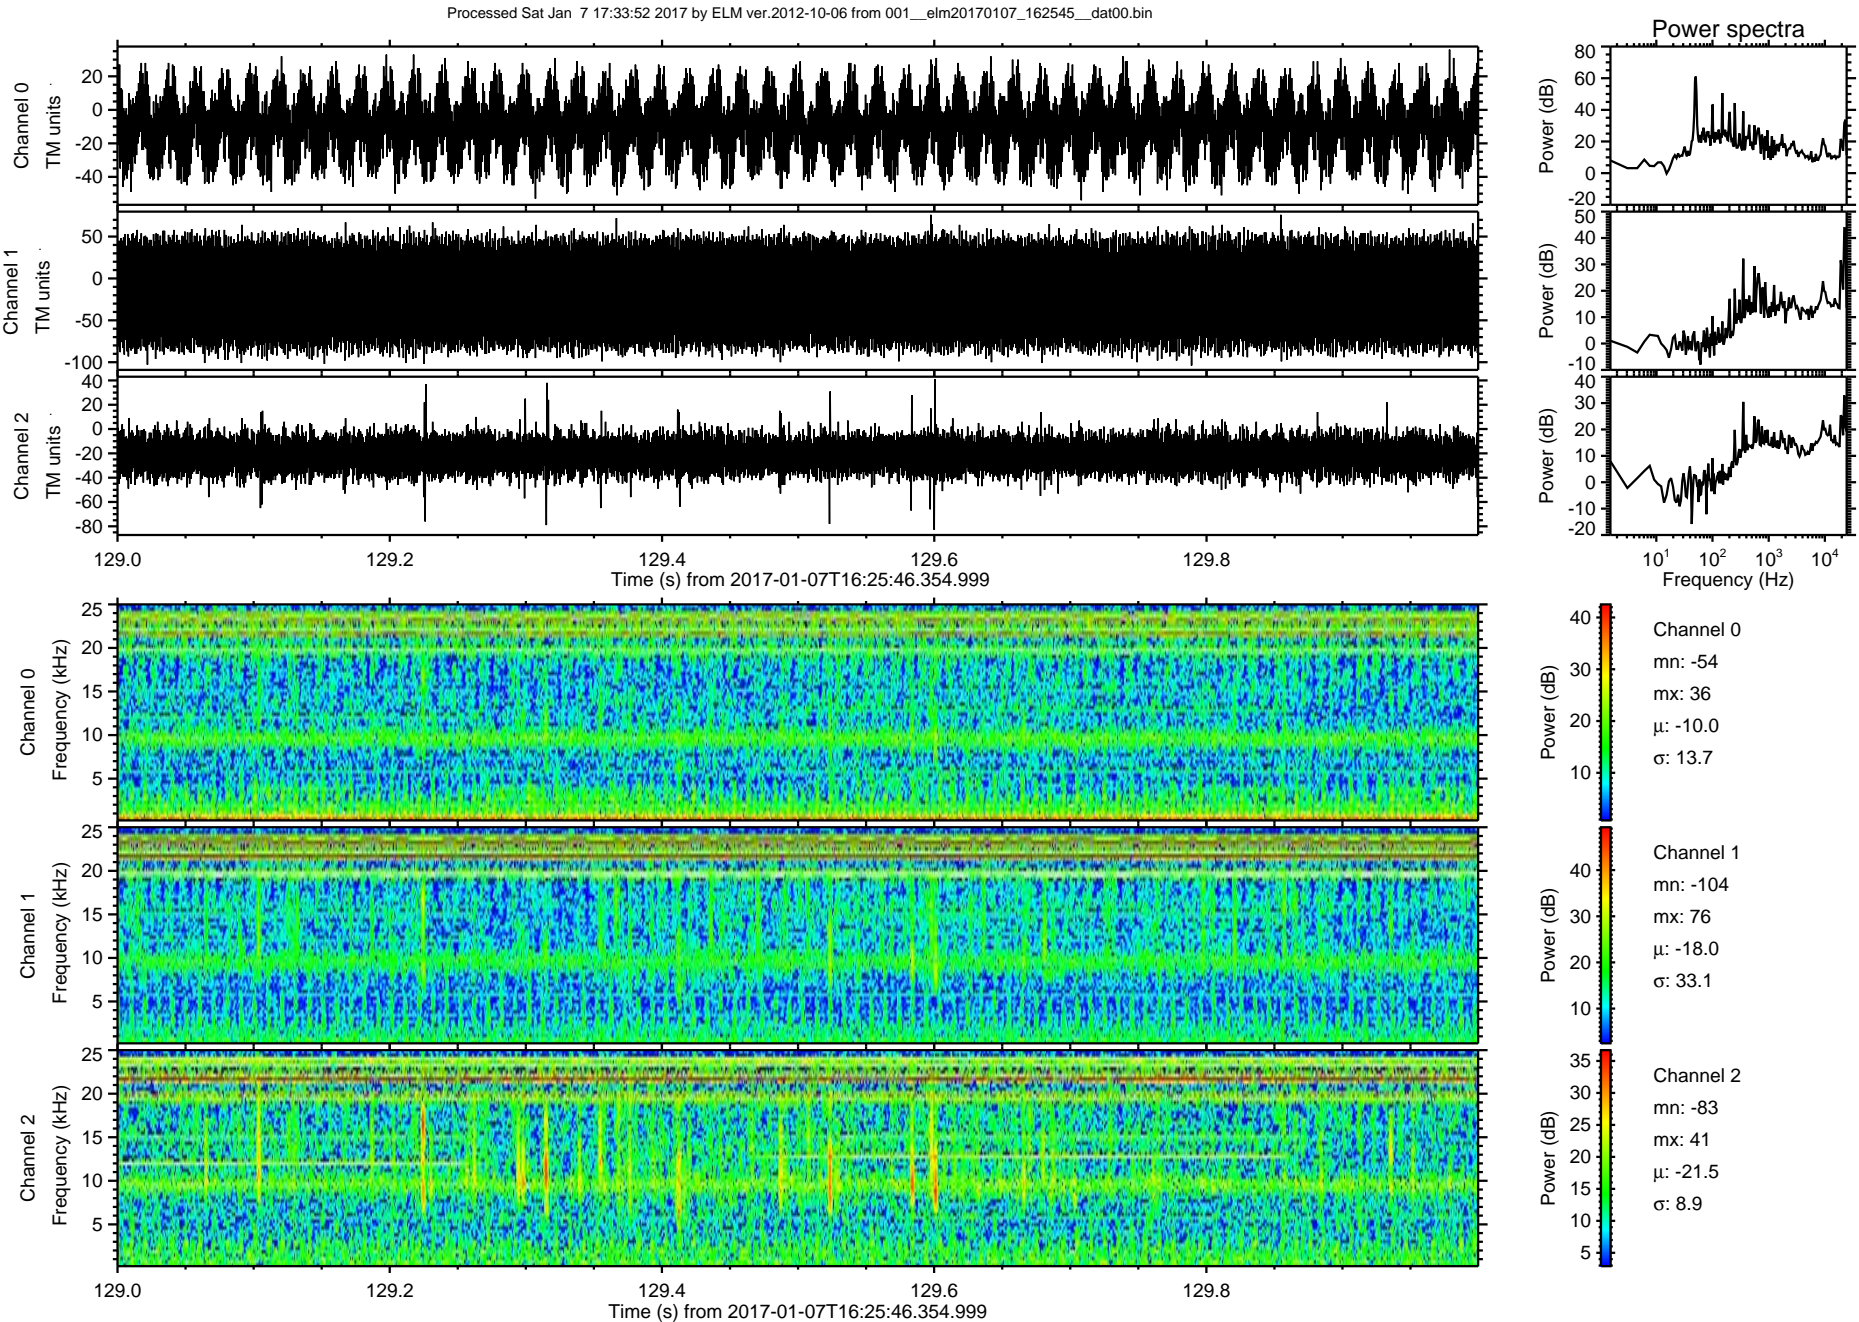 Processed Sat Jan  7 17:33:52 2017 by ELM ver.2012-10-06 from 001__elm20170107_162545__dat00.bin
Power spectra
Channel 0
TM units
20
0
-20
-40
Power (dB)
80
60
40
20
0
-20
Channel 1
TM units
50
0
-50
-100
Power (dB)
50
40
30
20
10
0
-10
Channel 2
TM units
40
20
0
-20
-40
-60
-80
Power (dB)
40
30
20
10
0
-10
-20
129.0 129.2 129.4 129.6 129.8
Time (s) from 2017-01-07T16:25:46.354.999
10¹ 10² 10³ 10⁴
Frequency (Hz)
Channel 0
Frequency (kHz)
25
20
15
10
5
Power (dB)
40
30
20
10
Channel 0
mn: -54
mx: 36
μ: -10.0
σ: 13.7
Channel 1
Frequency (kHz)
25
20
15
10
5
Power (dB)
40
30
20
10
Channel 1
mn: -104
mx: 76
μ: -18.0
σ: 33.1
Channel 2
Frequency (kHz)
25
20
15
10
5
Power (dB)
35
30
25
20
15
10
5
Channel 2
mn: -83
mx: 41
μ: -21.5
σ: 8.9
129.0 129.2 129.4 129.6 129.8
Time (s) from 2017-01-07T16:25:46.354.999